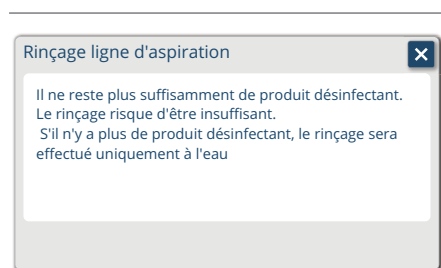 Rinçage ligne d'aspiration
Il ne reste plus suffisamment de produit désinfectant.
Le rinçage risque d'être insuffisant.
S'il n'y a plus de produit désinfectant, le rinçage sera
effectué uniquement à l'eau